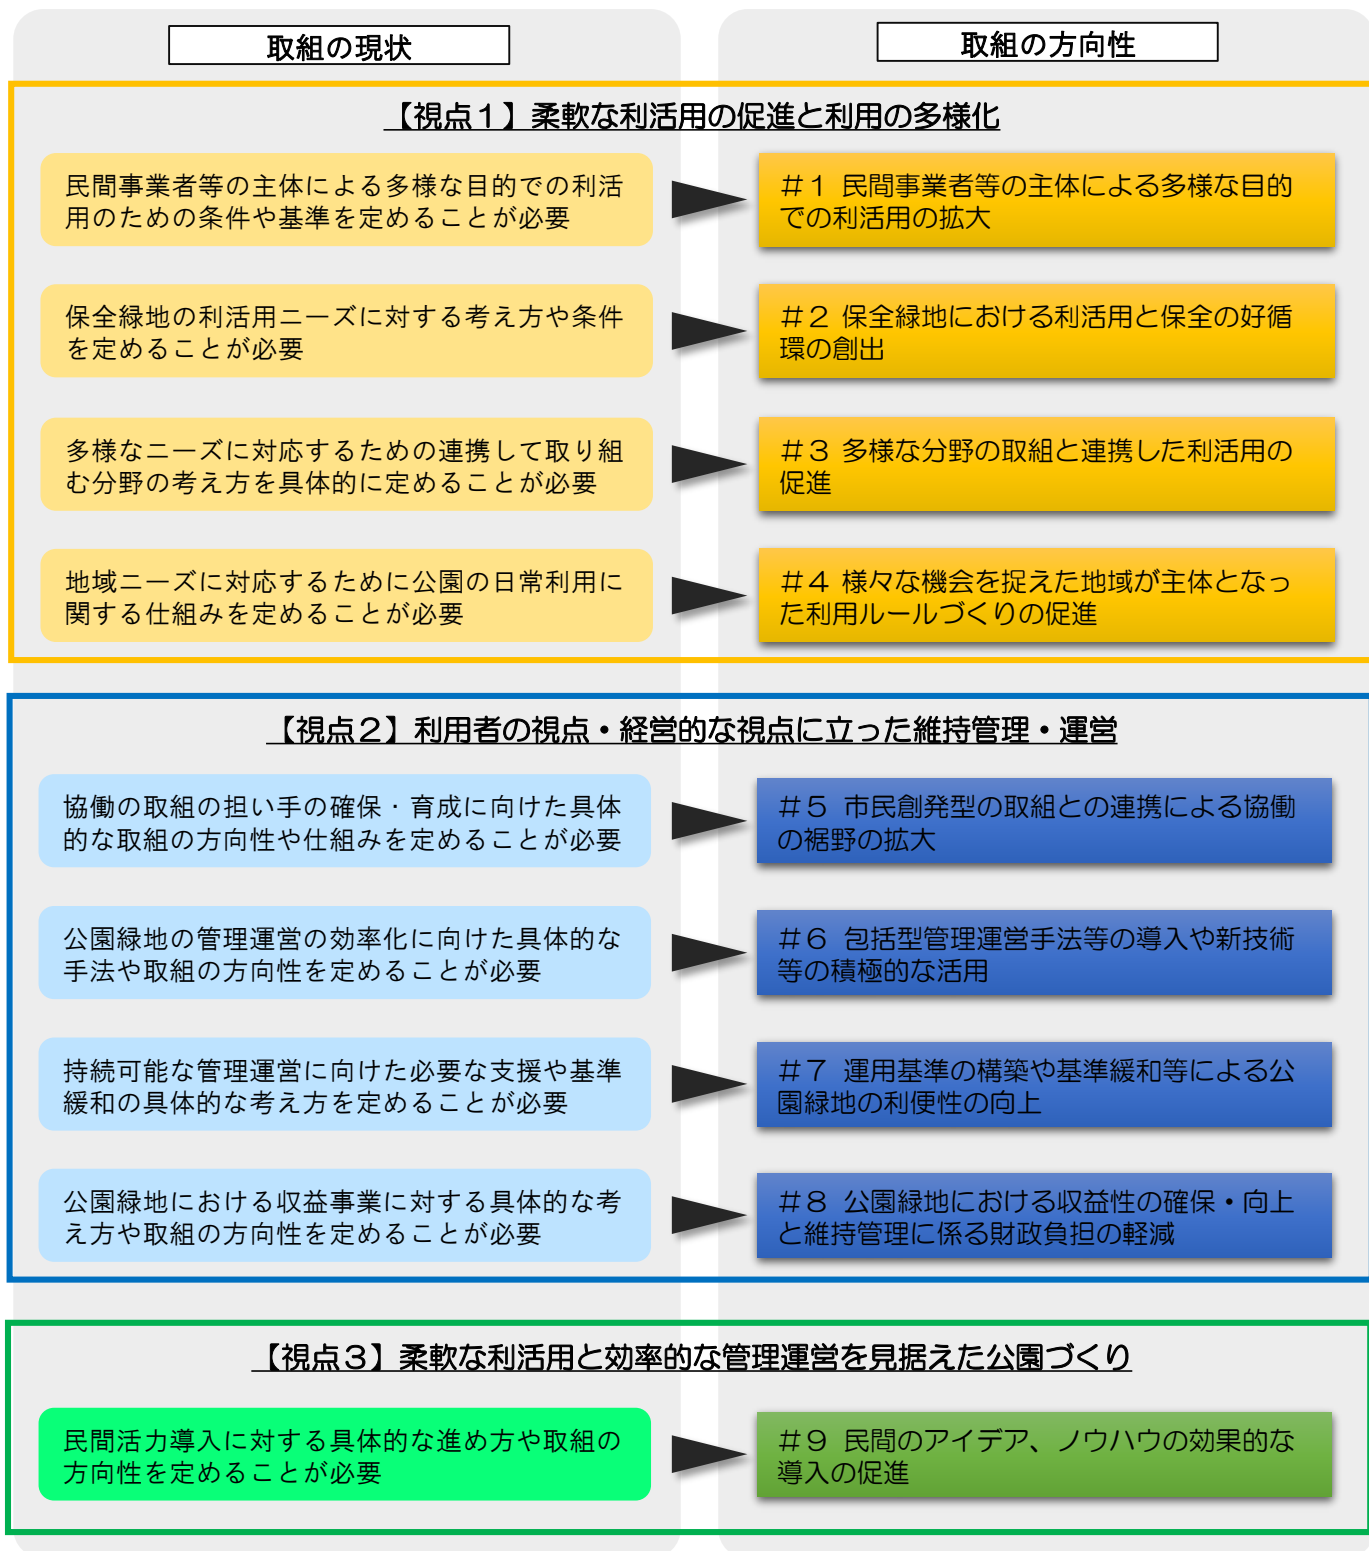 取組の現状
取組の方向性
【視点１】柔軟な利活用の促進と利用の多様化
民間事業者等の主体による多様な目的での利活
用のための条件や基準を定めることが必要
＃１ 民間事業者等の主体による多様な目的
での利活用の拡大
保全緑地の利活用ニーズに対する考え方や条件
を定めることが必要
＃２ 保全緑地における利活用と保全の好循
環の創出
多様なニーズに対応するための連携して取り組
む分野の考え方を具体的に定めることが必要
＃３ 多様な分野の取組と連携した利活用の
促進
地域ニーズに対応するために公園の日常利用に
関する仕組みを定めることが必要
＃４ 様々な機会を捉えた地域が主体となっ
た利用ルールづくりの促進
【視点２】利用者の視点・経営的な視点に立った維持管理・運営
協働の取組の担い手の確保・育成に向けた具体
的な取組の方向性や仕組みを定めることが必要
＃５ 市民創発型の取組との連携による協働
の裾野の拡大
公園緑地の管理運営の効率化に向けた具体的な
手法や取組の方向性を定めることが必要
＃６ 包括型管理運営手法等の導入や新技術
等の積極的な活用
持続可能な管理運営に向けた必要な支援や基準
緩和の具体的な考え方を定めることが必要
＃７ 運用基準の構築や基準緩和等による公
園緑地の利便性の向上
公園緑地における収益事業に対する具体的な考
え方や取組の方向性を定めることが必要
＃８ 公園緑地における収益性の確保・向上
と維持管理に係る財政負担の軽減
【視点３】柔軟な利活用と効率的な管理運営を見据えた公園づくり
民間活力導入に対する具体的な進め方や取組の
方向性を定めることが必要
＃９ 民間のアイデア、ノウハウの効果的な
導入の促進